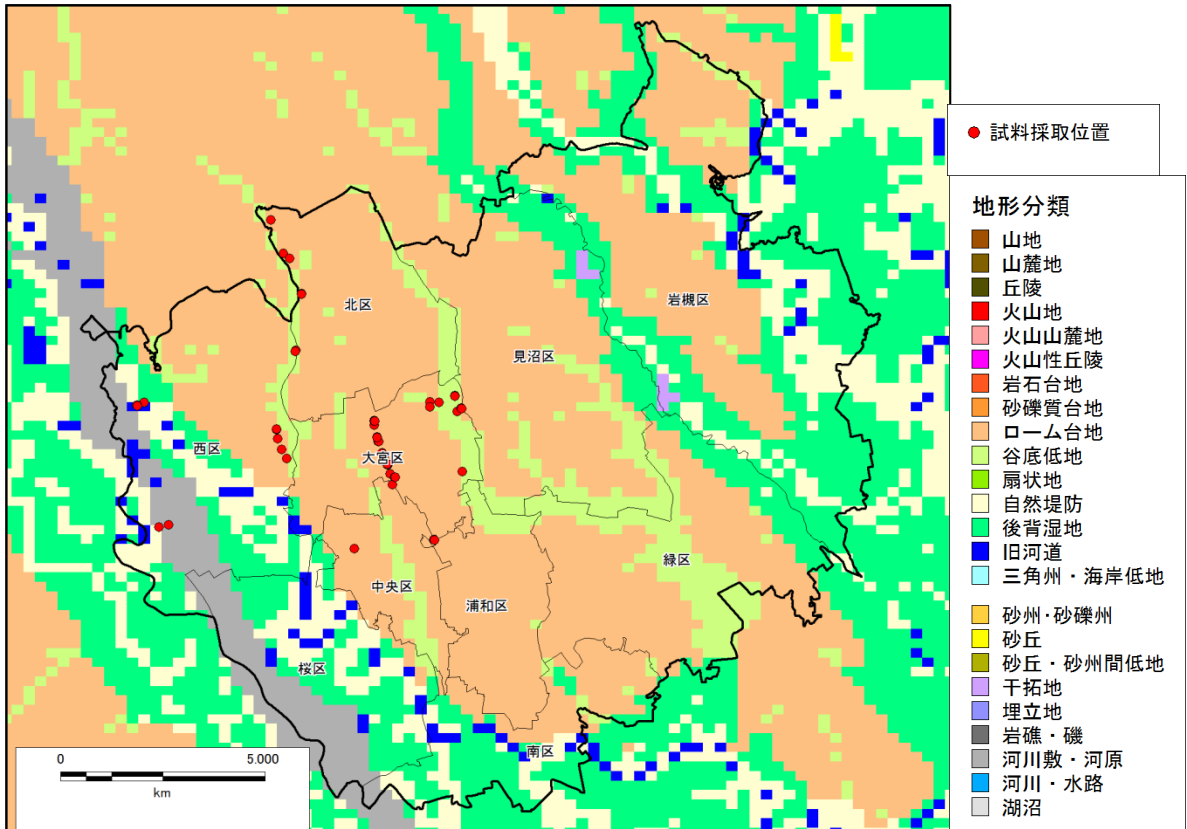 試料採取位置
地形分類
山地
山麓地
丘陵
火山地
火山山麓地
火山性丘陵
岩石台地
砂礫質台地
ローム台地
谷底低地
扇状地
自然堤防
後背湿地
旧河道
三角州・海岸低地
砂州・砂礫州
砂丘
砂丘・砂州間低地
干拓地
埋立地
岩礁・磯
河川敷・河原
河川・水路
湖沼
北区
岩槻区
見沼区
西区
大宮区
緑区
中央区
浦和区
桜区
南区
0 5.000
km